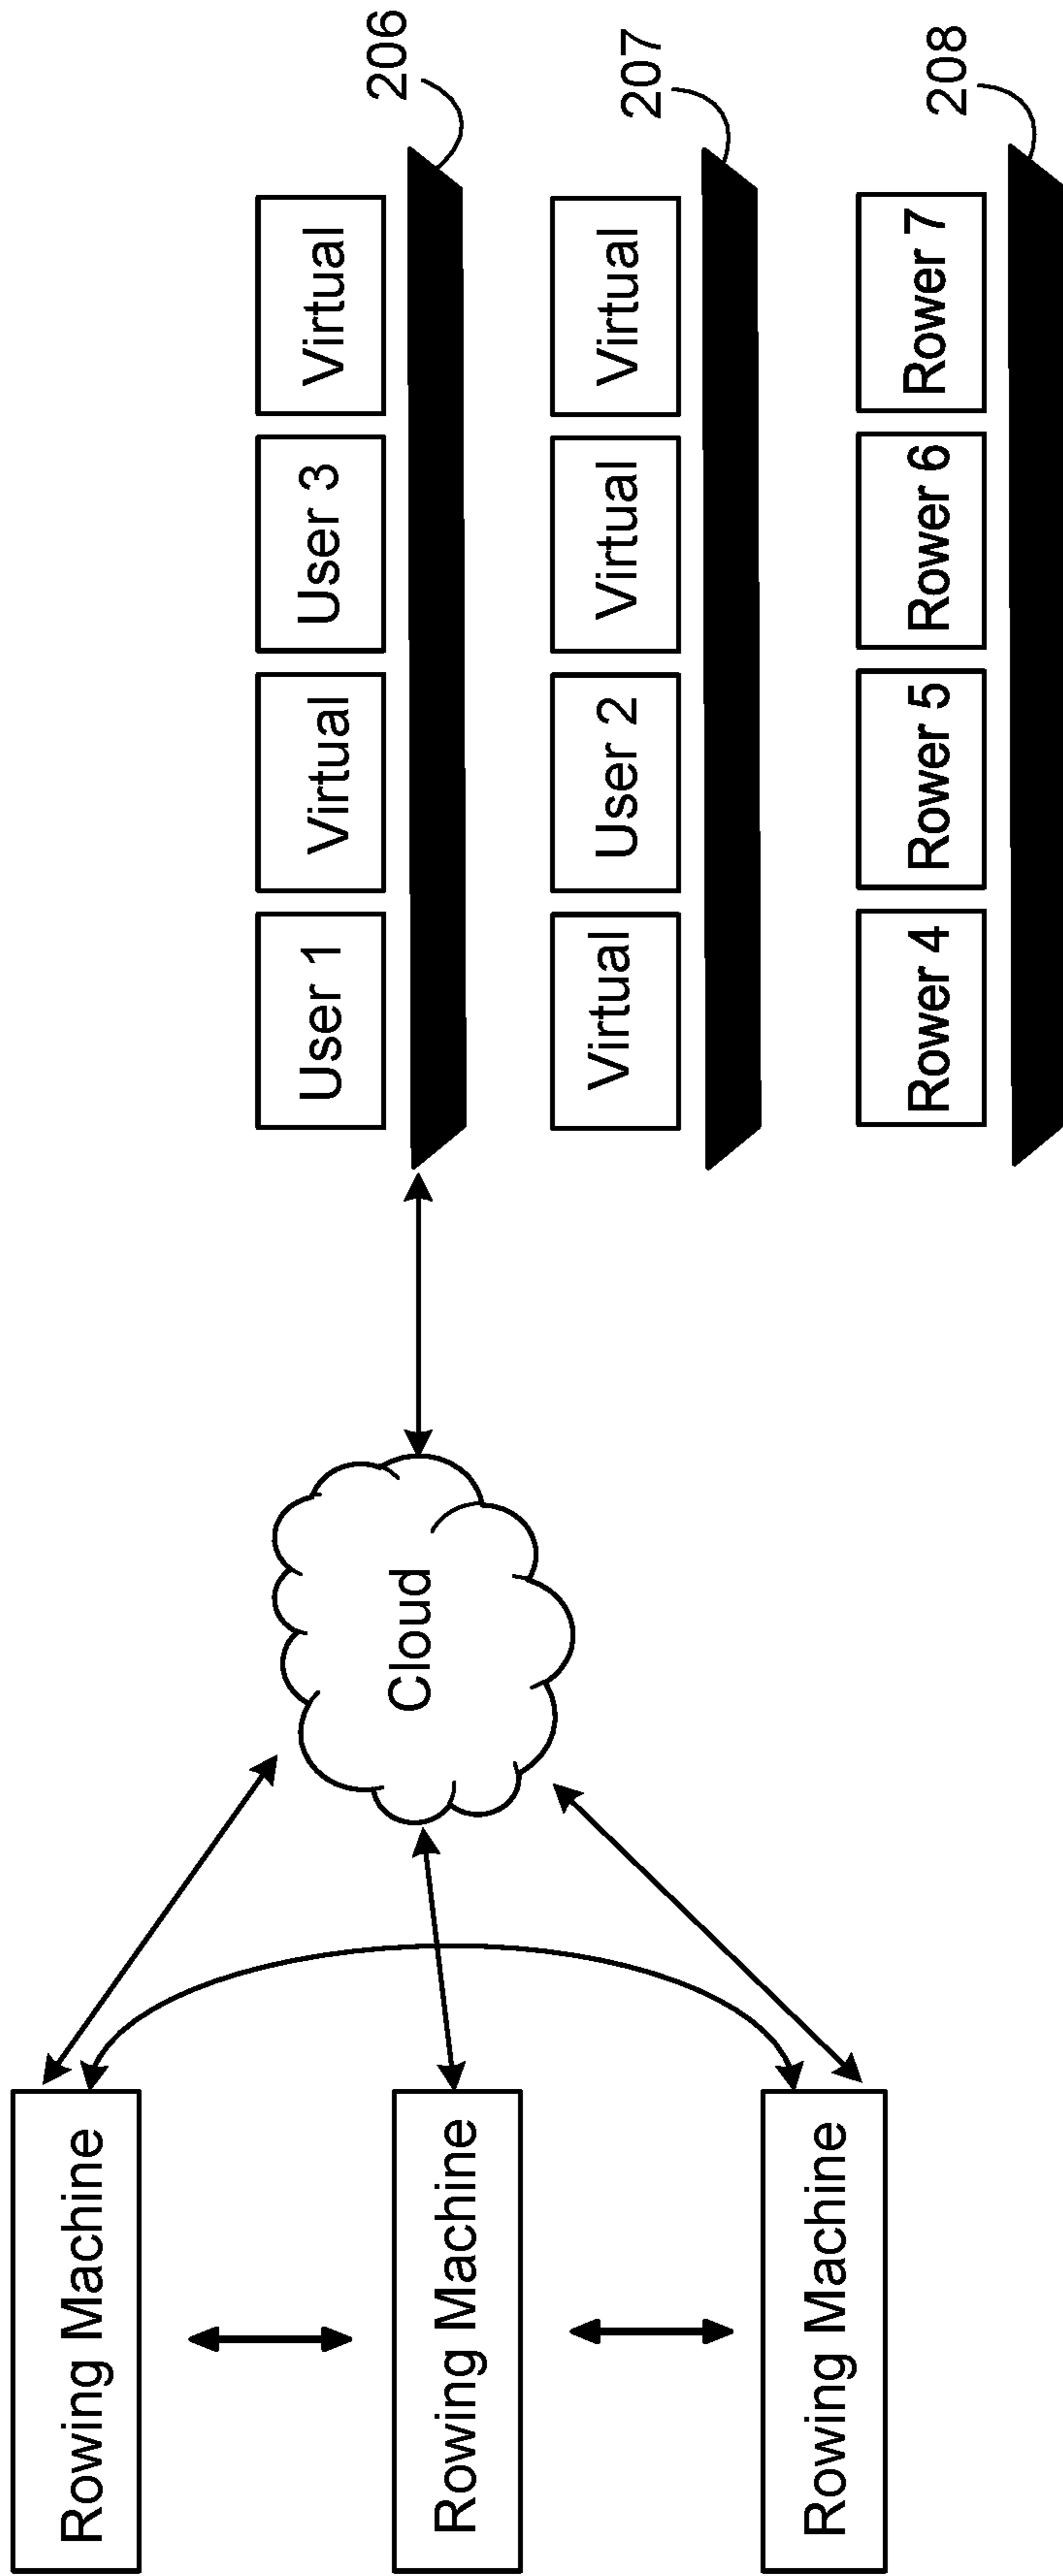 Rowing Machine
Rowing Machine
Rowing Machine
Cloud
User 1
Virtual
User 3
Virtual
206
Virtual
User 2
Virtual
Virtual
207
Rower 4
Rower 5
Rower 6
Rower 7
208